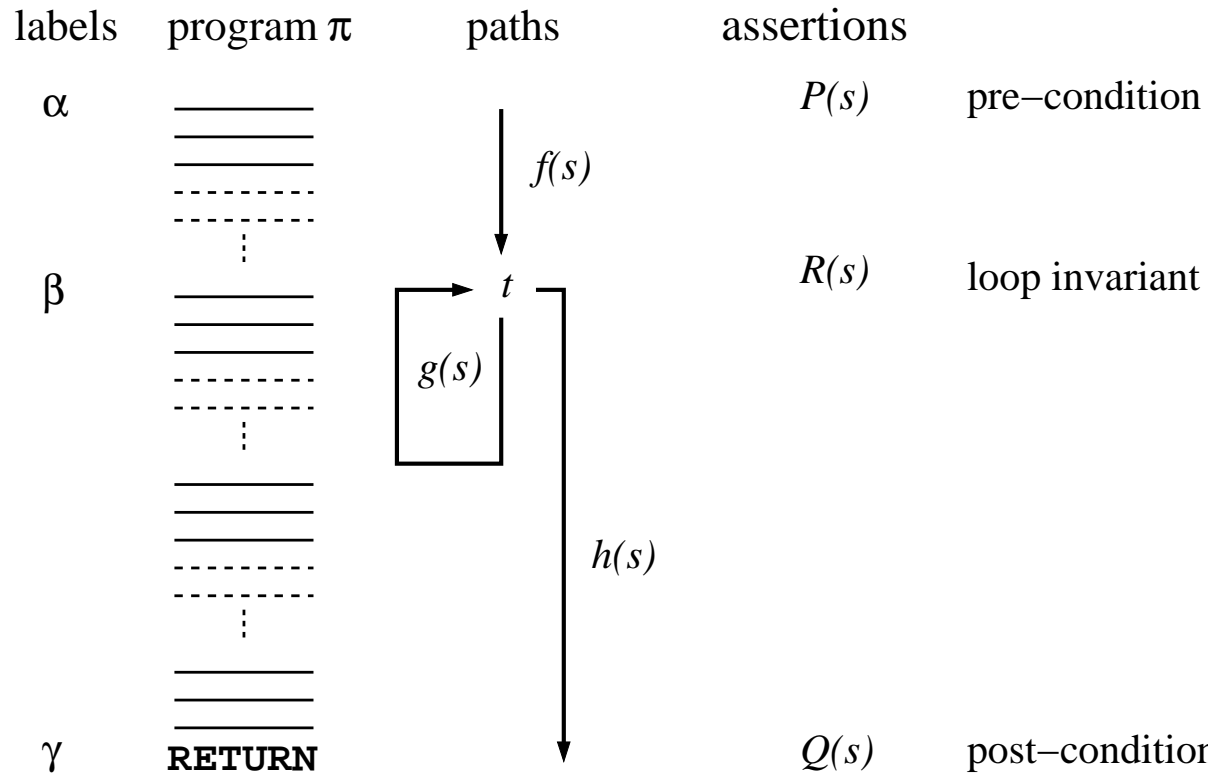 labels program π paths assertions
α P(s) pre−condition
f(s)
β t R(s) loop invariant
g(s)
h(s)
γ RETURN Q(s) post−condition